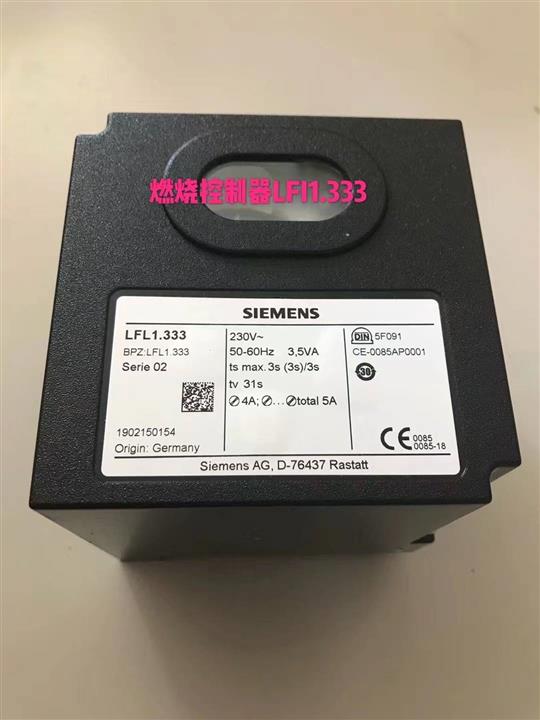 燃烧控制器LFI1.333
SIEMENS
LFL1.333
BPZ:LFL1.333
Serie 02
1902150154
Origin: Germany
230V~
50-60Hz 3,5VA
ts max.3s (3s)/3s
tv 31s
4A; ... total 5A
DIN 5F091
CE-0085AP0001
30
CE 0085
0085-18
Siemens AG, D-76437 Rastatt